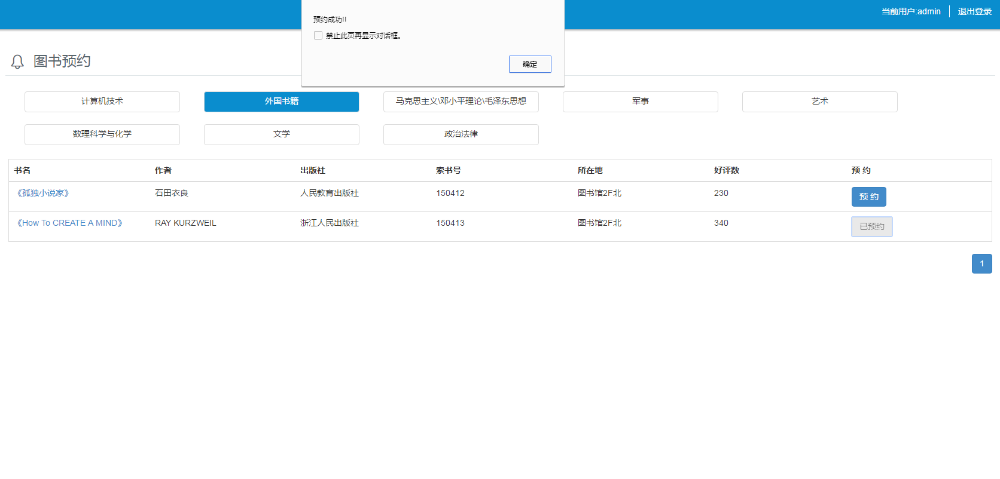 当前用户:admin 退出登录
预约成功!!
禁止此页再显示对话框。
确定
图书预约
计算机技术 外国书籍 马克思主义\邓小平理论\毛泽东思想 军事 艺术
数理科学与化学 文学 政治法律
书名 作者 出版社 索书号 所在地 好评数 预 约
《孤独小说家》 石田衣良 人民教育出版社 150412 图书馆2F北 230 预 约
《How To CREATE A MIND》 RAY KURZWEIL 浙江人民出版社 150413 图书馆2F北 340 已预约
1